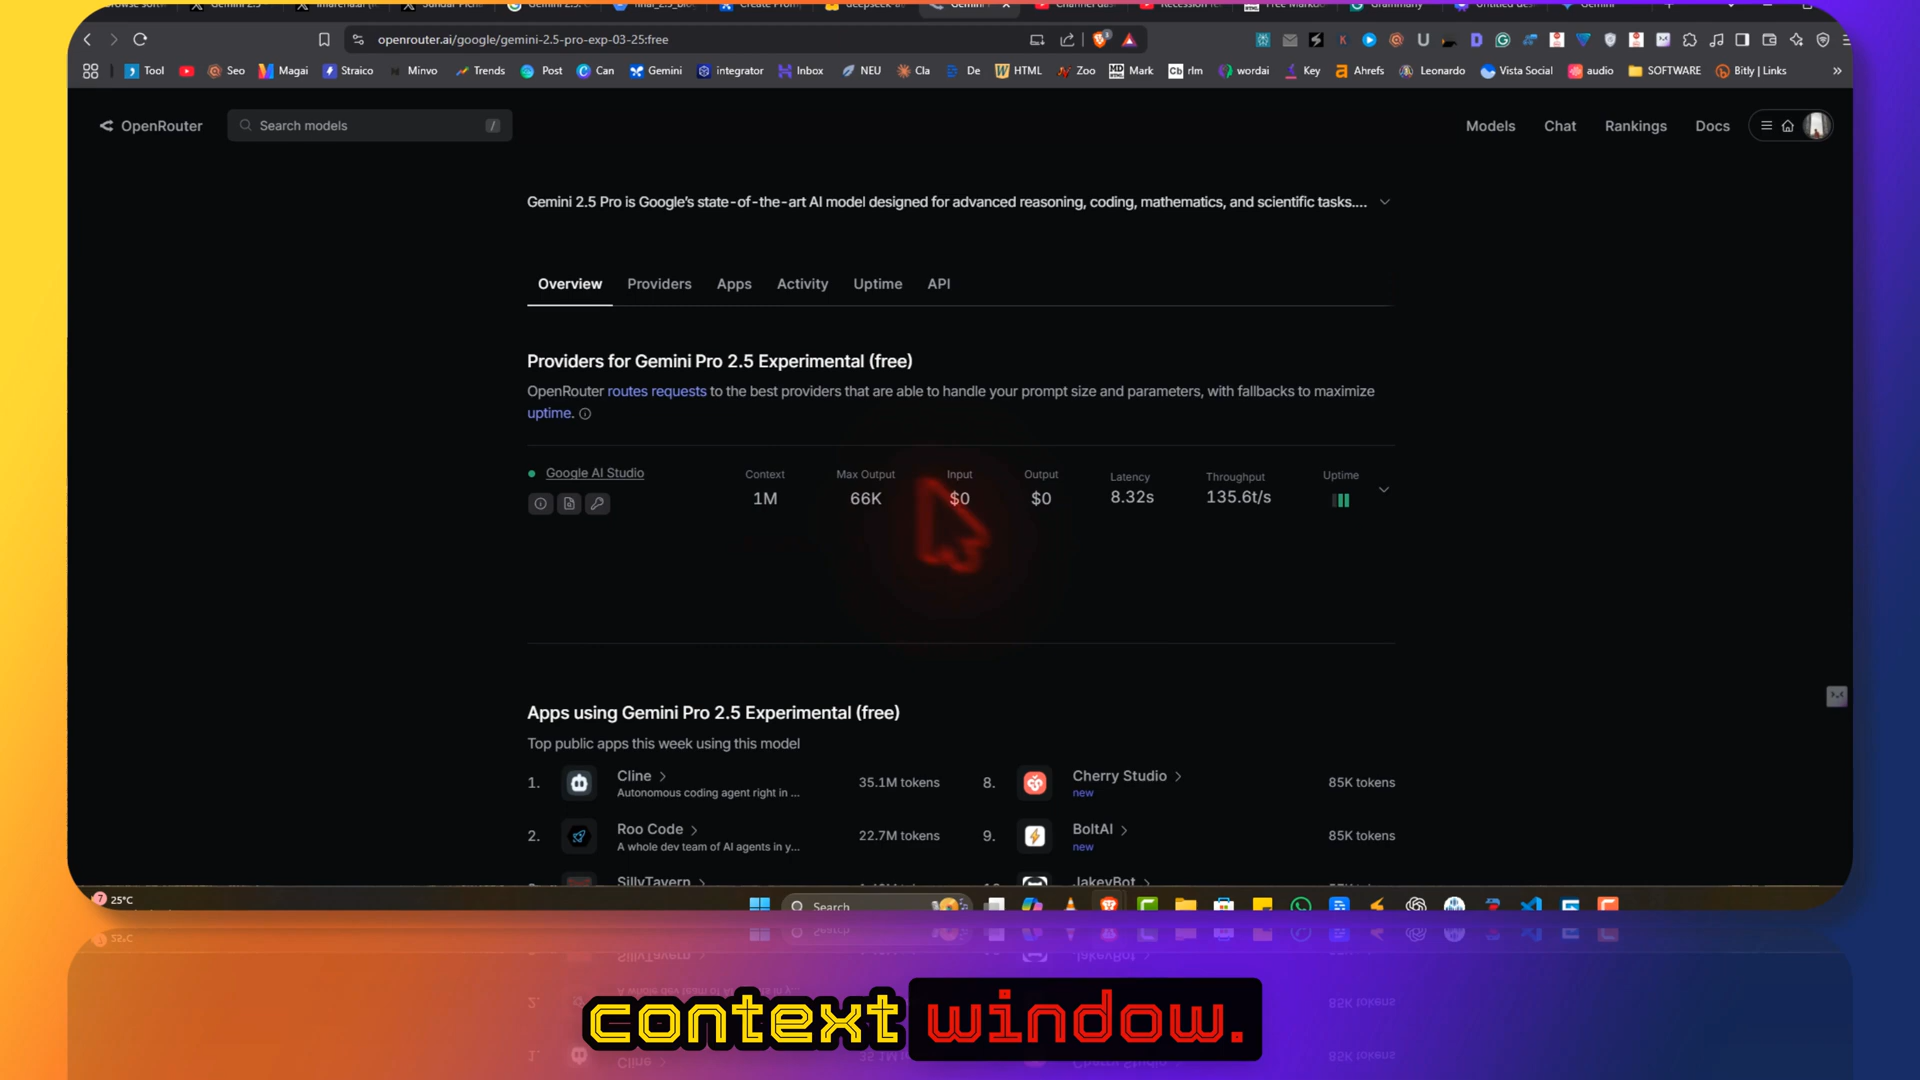 Gemini 2.5
Sundar Pich
openrouter.ai/google/gemini-2.5-pro-exp-03-25:free
Tool Seo Magai Straico Minvo Trends Post Can Gemini integrator Inbox NEU Cla De HTML Zoo Mark rlm wordai Key Ahrefs Leonardo Vista Social audio SOFTWARE Bitly | Links »
OpenRouter Search models / Models Chat Rankings Docs
Gemini 2.5 Pro is Google's state-of-the-art AI model designed for advanced reasoning, coding, mathematics, and scientific tasks....
Overview Providers Apps Activity Uptime API
Providers for Gemini Pro 2.5 Experimental (free)
OpenRouter routes requests to the best providers that are able to handle your prompt size and parameters, with fallbacks to maximize
uptime.
Google AI Studio Context Max Output Input Output Latency Throughput Uptime
1M 66K $0 $0 8.32s 135.6t/s
Apps using Gemini Pro 2.5 Experimental (free)
Top public apps this week using this model
1. Cline 35.1M tokens
Autonomous coding agent right in ...
8. Cherry Studio 85K tokens
new
2. Roo Code 22.7M tokens
A whole dev team of AI agents in y...
9. BoltAI 85K tokens
new
SillyTavern JakeyBot
25°C Search
context window.